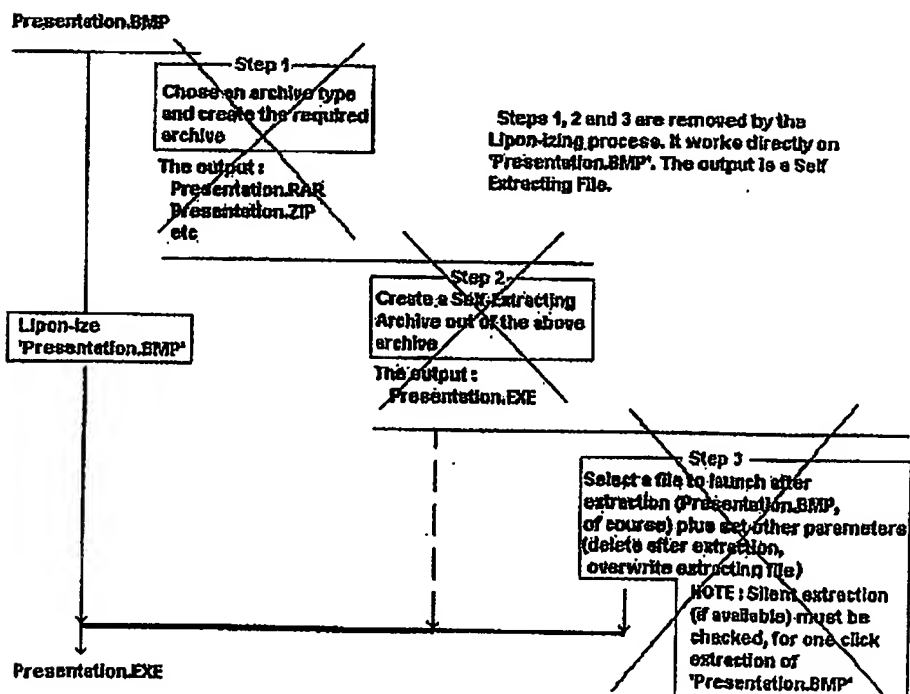 Presentation.BMP
Step 1
Chose an archive type
and create the required
archive
The output :
Presentation.RAR
Presentation.ZIP
etc
Steps 1, 2 and 3 are removed by the
Lipon-izing process. It works directly on
'Presentation.BMP'. The output is a Self
Extracting File.
Step 2
Create a Self-Extracting
Archive out of the above
archive
The output :
Presentation.EXE
Lipon-ize
'Presentation.BMP'
Step 3
Select a file to launch after
extraction (Presentation.BMP,
of course) plus set other parameters
(delete after extraction,
overwrite extracting file)
NOTE : Silent extraction
(if available) must be
checked, for one click
extraction of
'Presentation.BMP'
Presentation.EXE